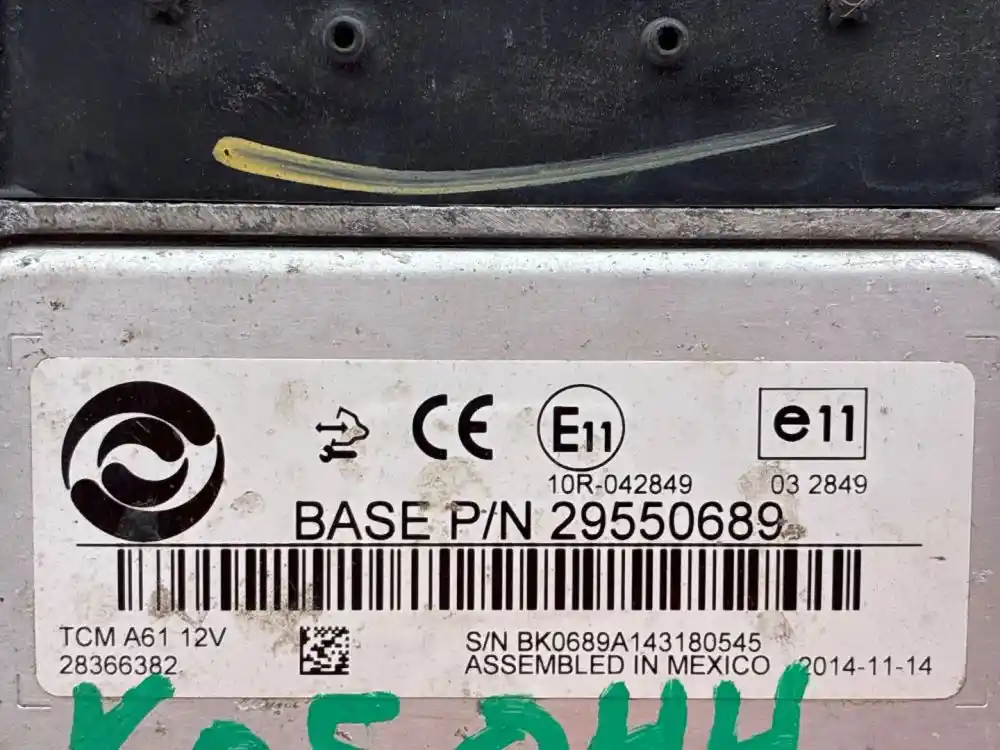 CE E11 e11
10R-042849 03 2849
BASE P/N 29550689
TCM A61 12V
28366382
S/N BK0689A143180545
ASSEMBLED IN MEXICO 2014-11-14